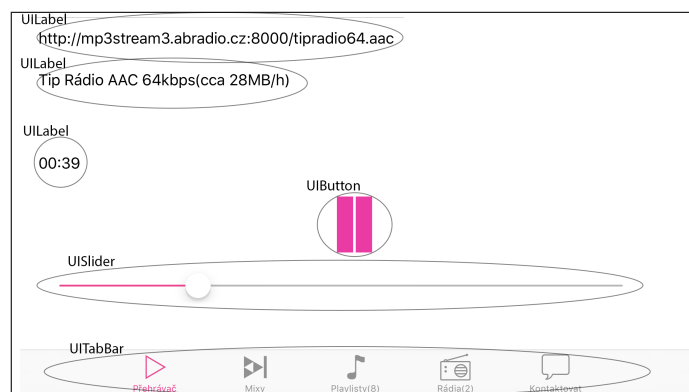 UILabel
http://mp3stream3.abradio.cz:8000/tipradio64.aac
UILabel
Tip Rádio AAC 64kbps(cca 28MB/h)
UILabel
00:39
UIButton
UISlider
UITabBar
Přehrávač Mixy Playlisty(8) Rádia(2) Kontaktovat